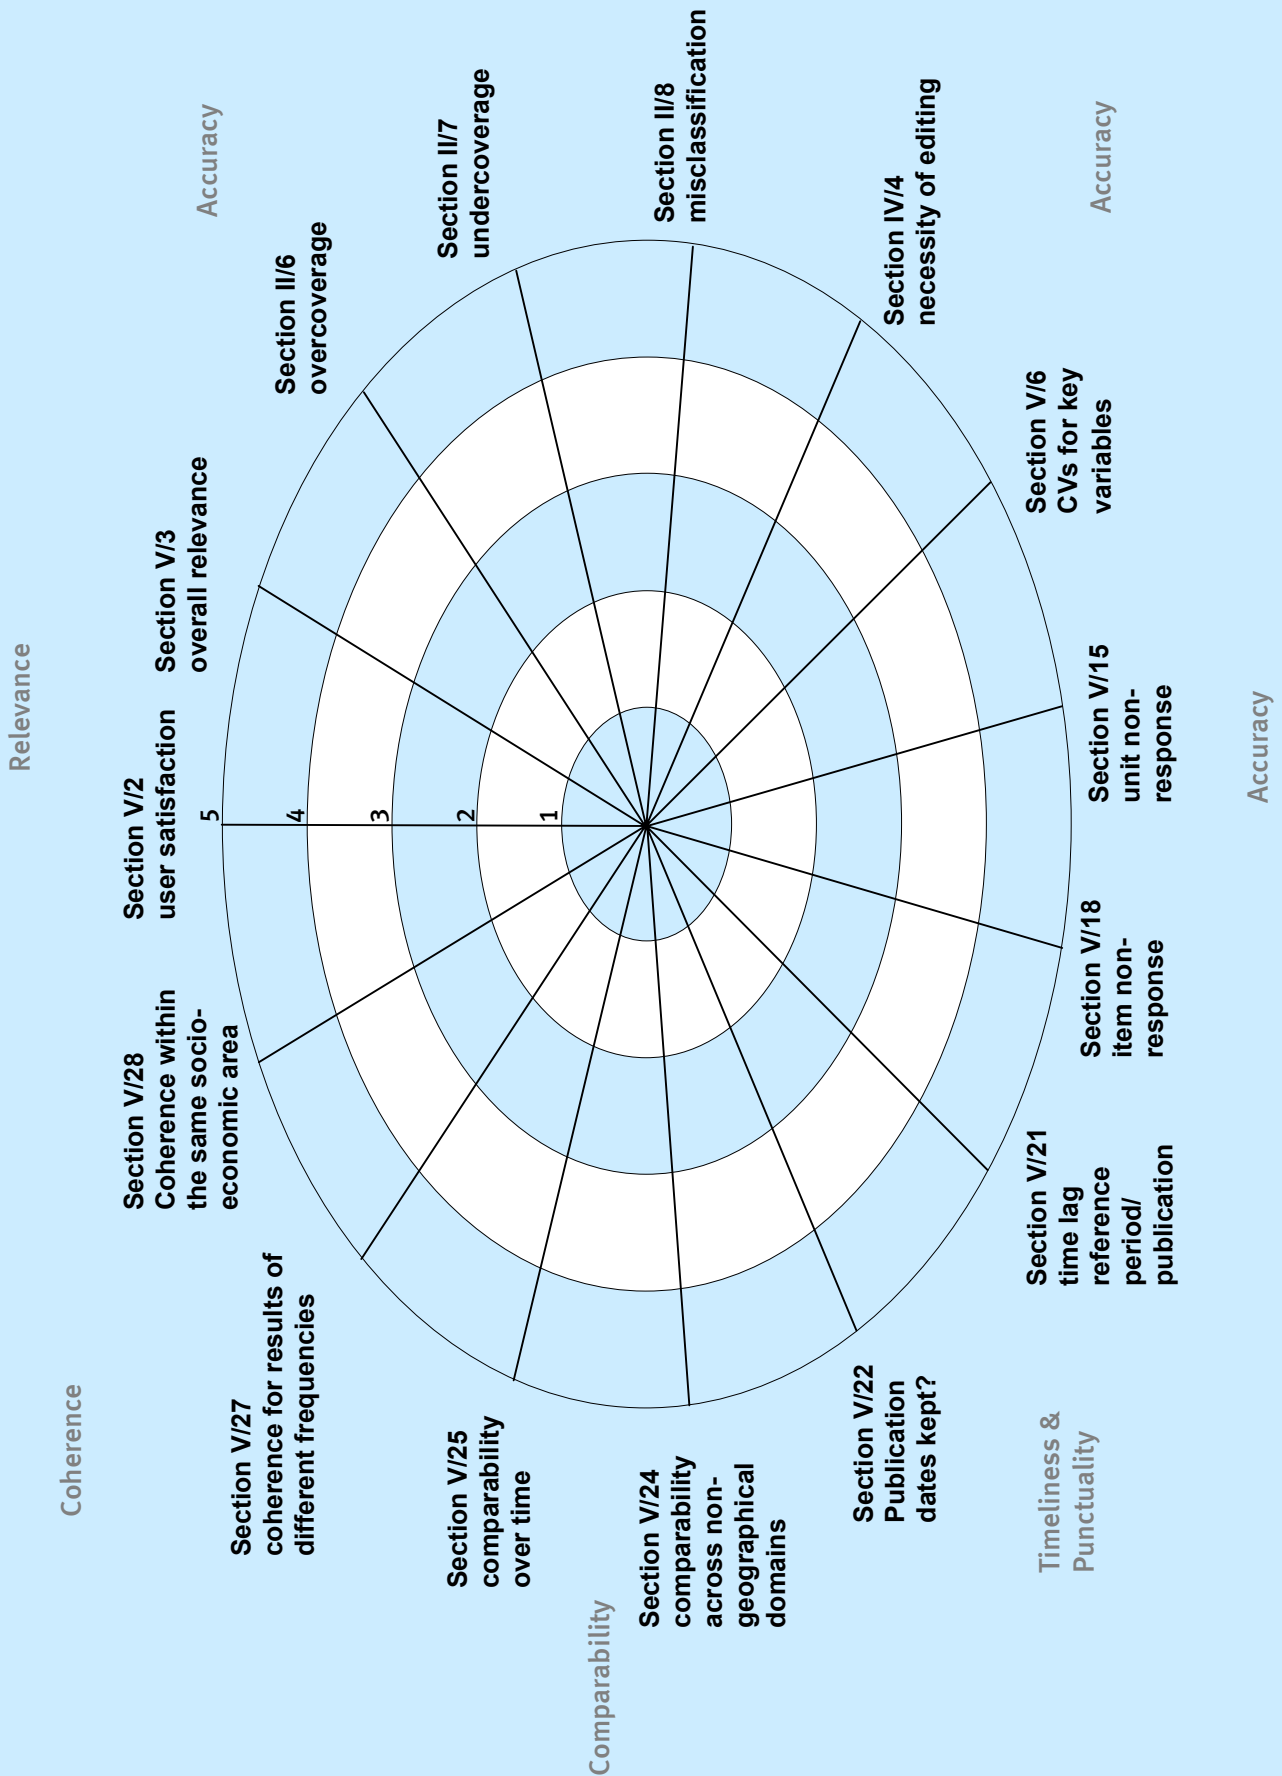 Relevance
Coherence
Accuracy
Section V/2
user satisfaction
Section V/3
overall relevance
Section II/6
overcoverage
Section II/7
undercoverage
Section II/8
misclassification
Section IV/4
necessity of editing
Accuracy
Section V/6
CVs for key
variables
Section V/15
unit non-
response
Accuracy
Section V/18
item non-
response
Section V/21
time lag
reference
period/
publication
Timeliness &
Punctuality
Section V/22
Publication
dates kept?
Section V/24
comparability
across non-
geographical
domains
Comparability
Section V/25
comparability
over time
Section V/27
coherence for results of
different frequencies
Section V/28
Coherence within
the same socio-
economic area
5
4
3
2
1